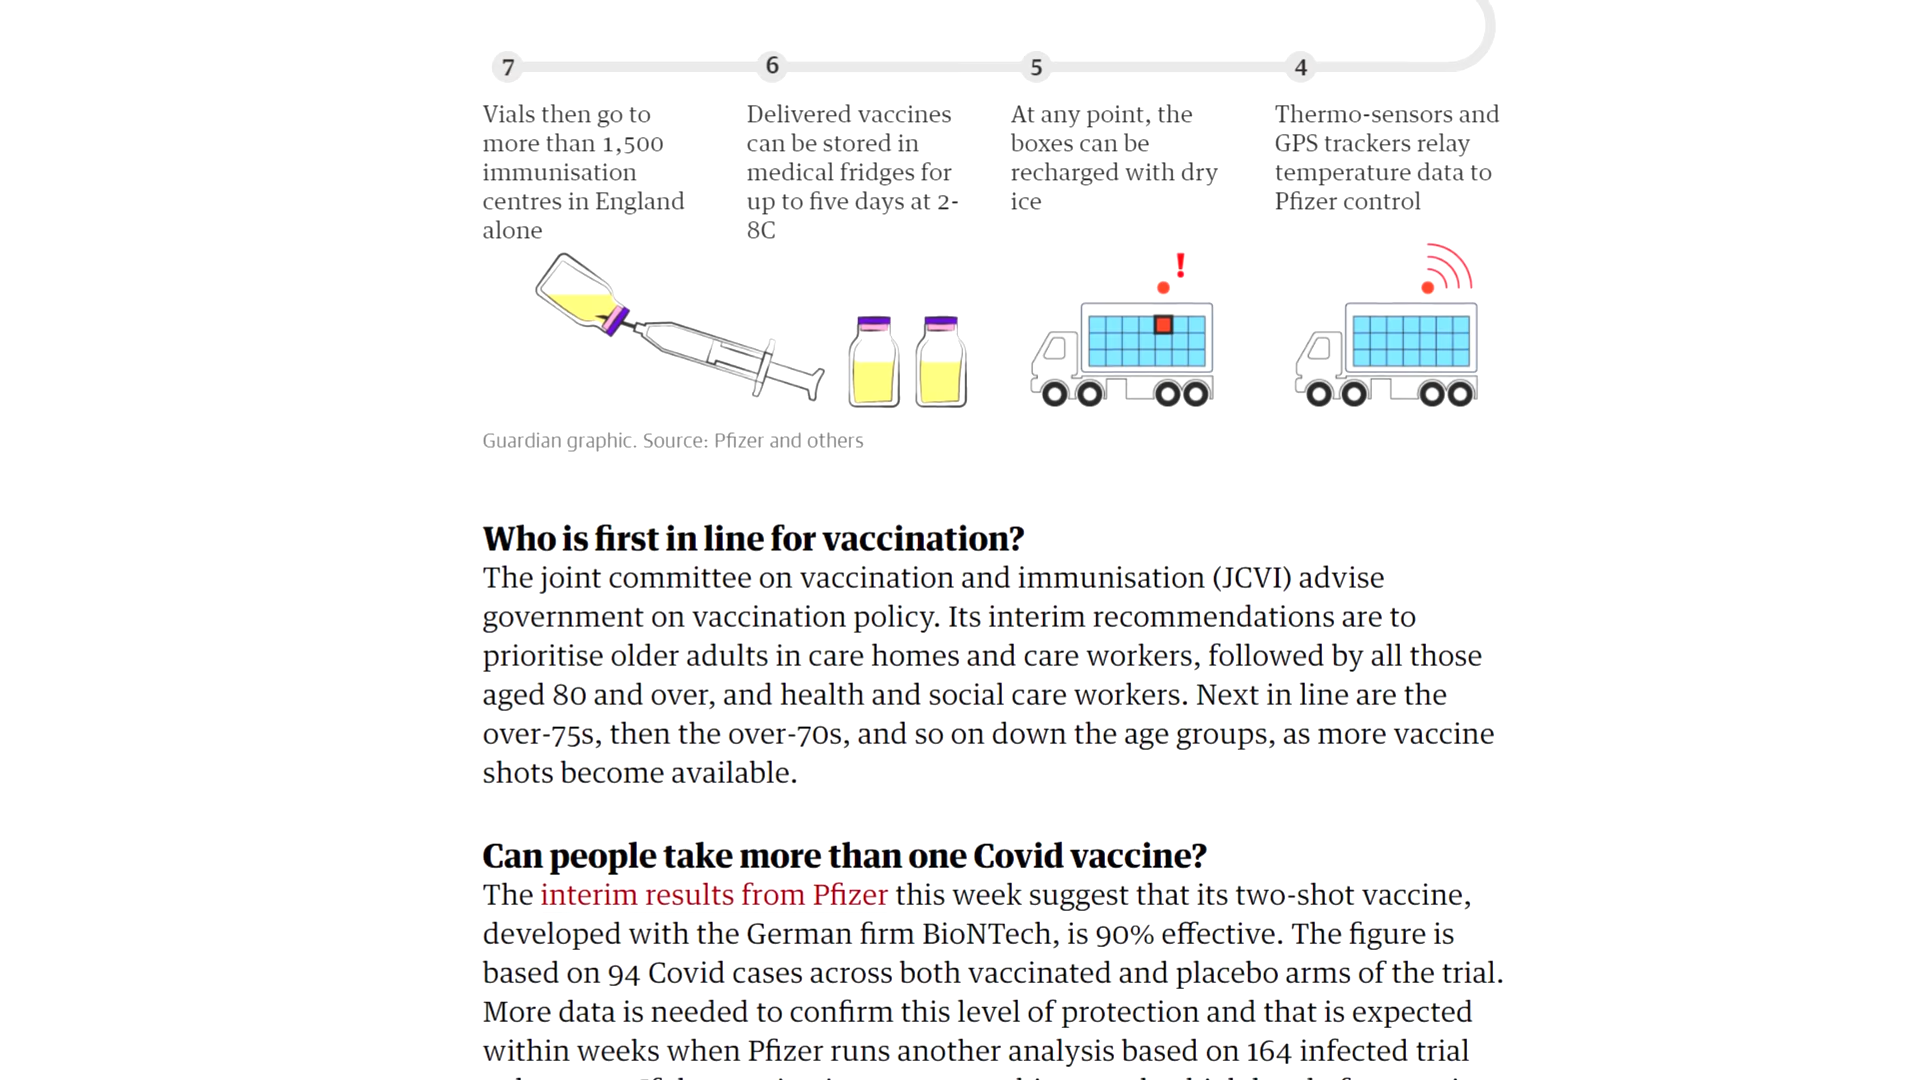 7
6
5
4
Vials then go to
more than 1,500
immunisation
centres in England
alone
Delivered vaccines
can be stored in
medical fridges for
up to five days at 2-
8C
At any point, the
boxes can be
recharged with dry
ice
Thermo-sensors and
GPS trackers relay
temperature data to
Pfizer control
!
Guardian graphic. Source: Pfizer and others
Who is first in line for vaccination?
The joint committee on vaccination and immunisation (JCVI) advise
government on vaccination policy. Its interim recommendations are to
prioritise older adults in care homes and care workers, followed by all those
aged 80 and over, and health and social care workers. Next in line are the
over-75s, then the over-70s, and so on down the age groups, as more vaccine
shots become available.
Can people take more than one Covid vaccine?
The interim results from Pfizer this week suggest that its two-shot vaccine,
developed with the German firm BioNTech, is 90% effective. The figure is
based on 94 Covid cases across both vaccinated and placebo arms of the trial.
More data is needed to confirm this level of protection and that is expected
within weeks when Pfizer runs another analysis based on 164 infected trial